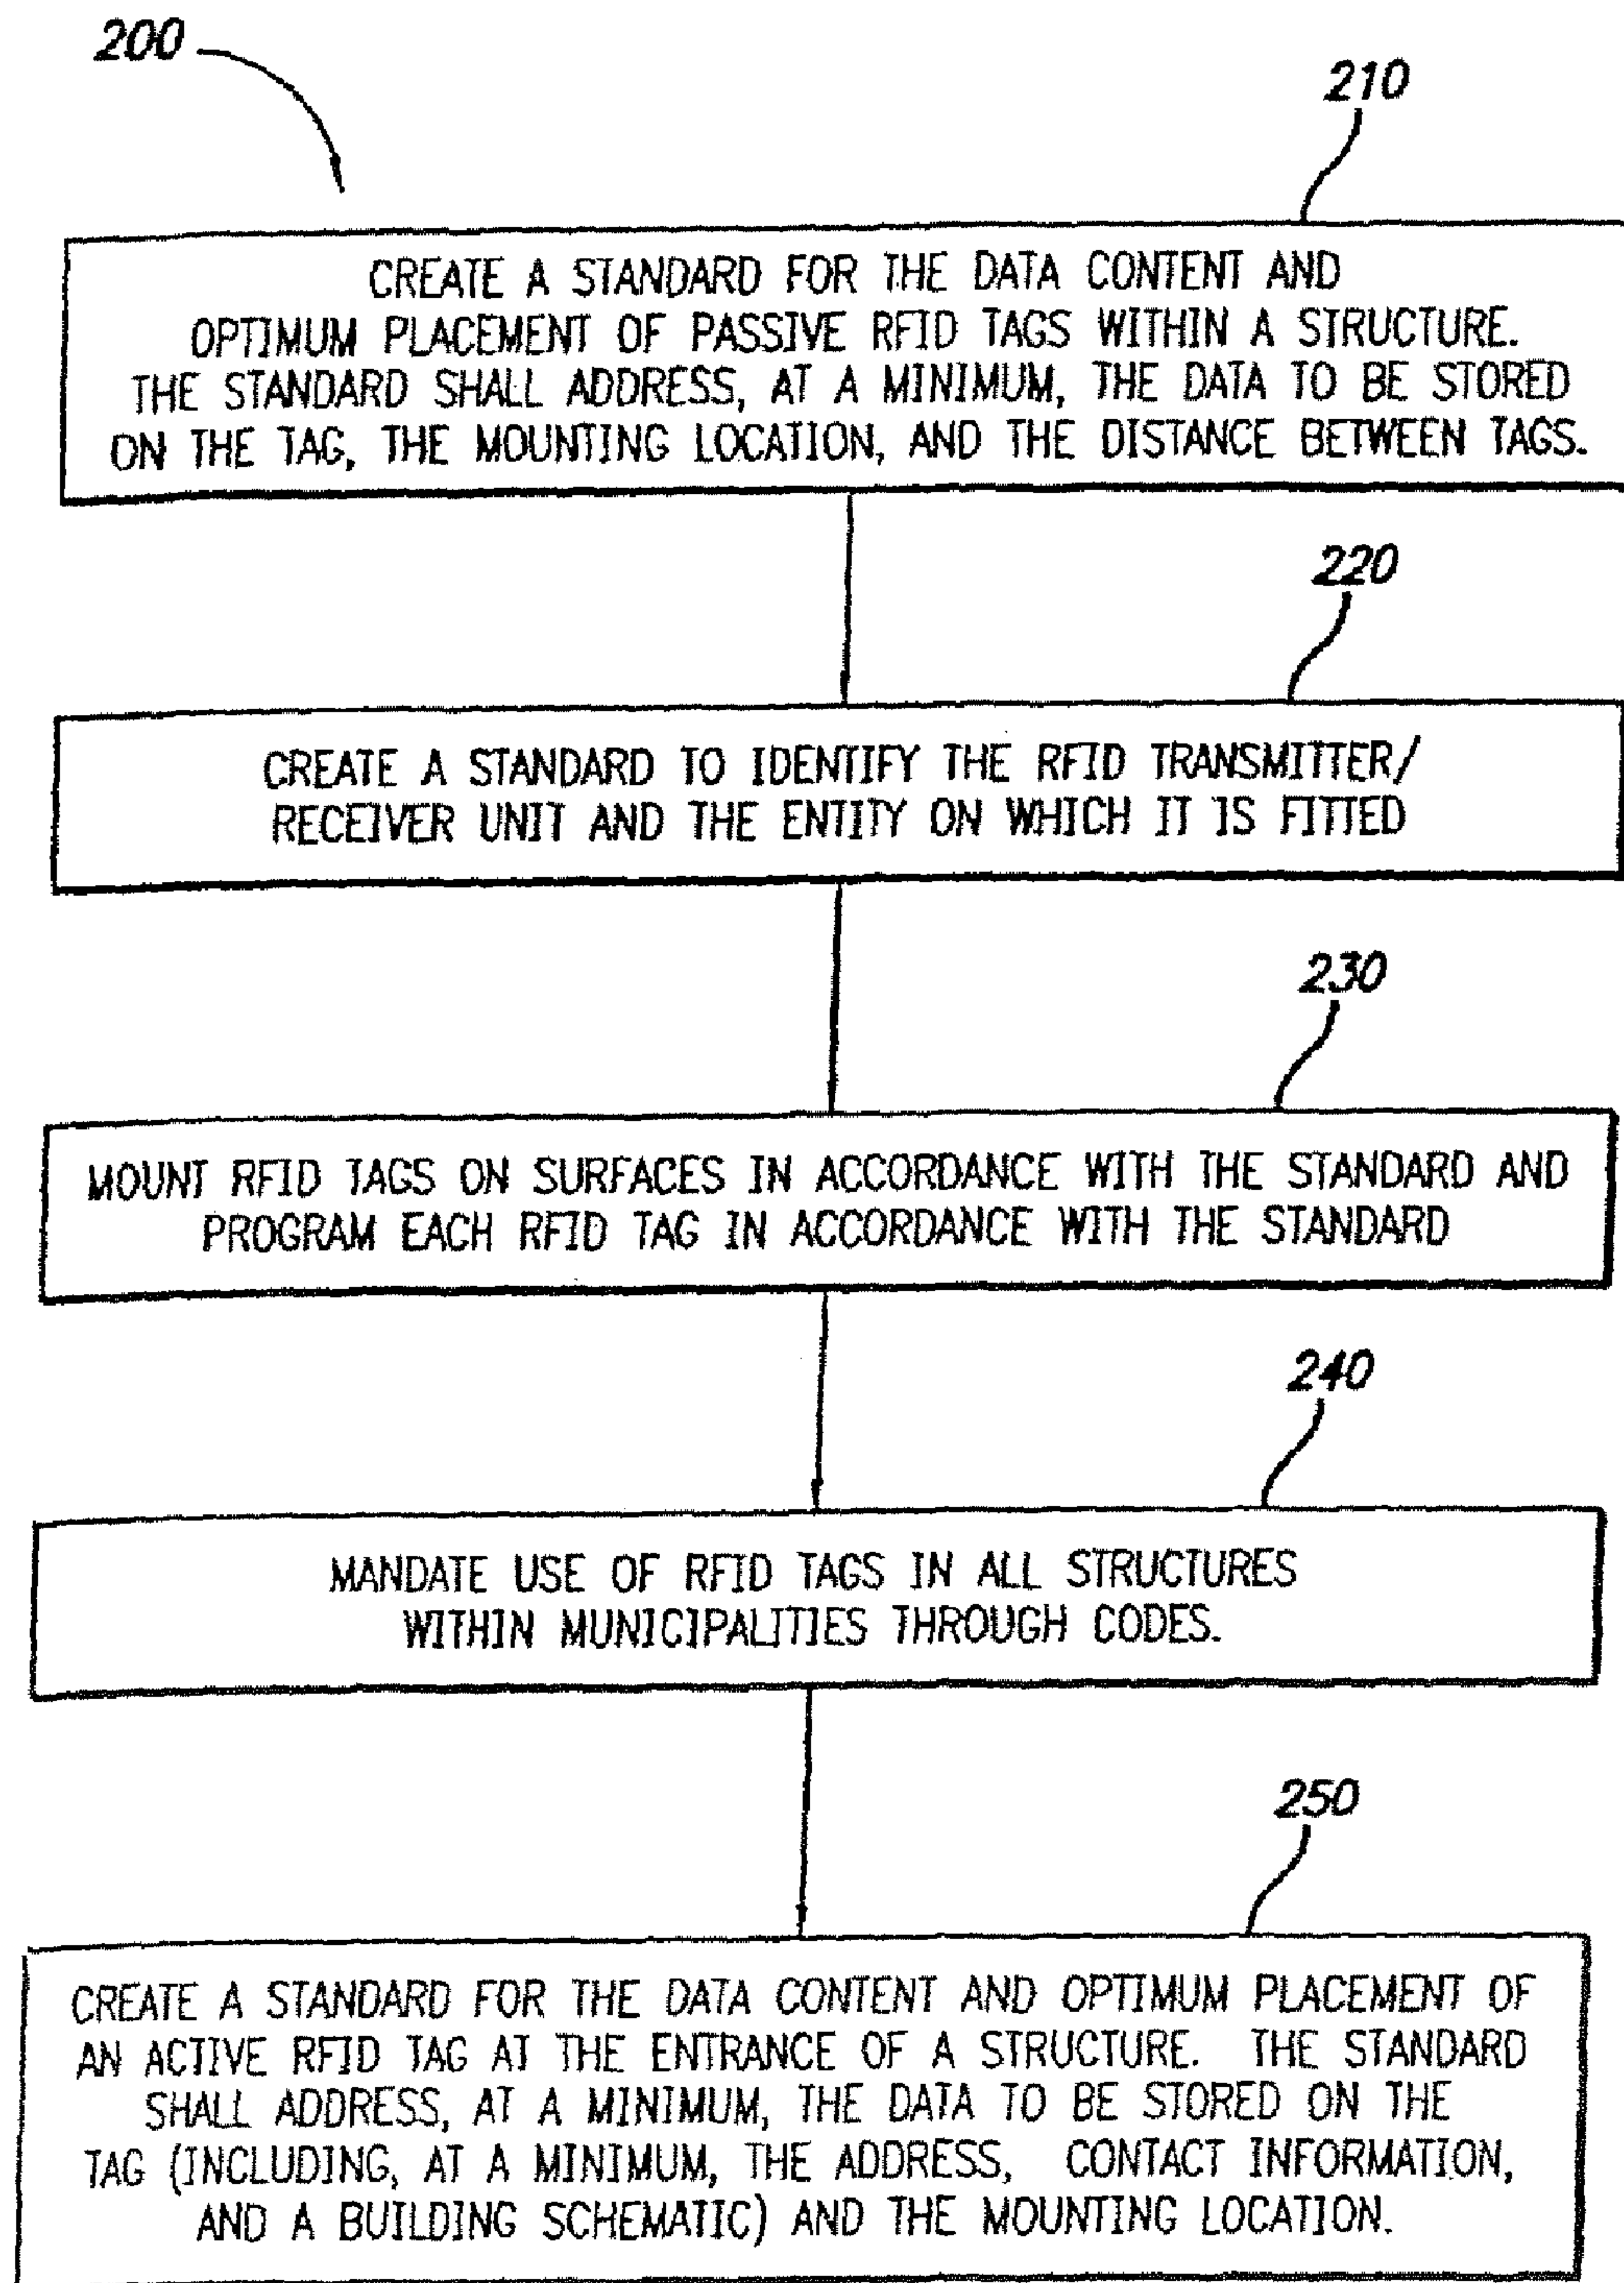 200
210
CREATE A STANDARD FOR THE DATA CONTENT AND
OPTIMUM PLACEMENT OF PASSIVE RFID TAGS WITHIN A STRUCTURE.
THE STANDARD SHALL ADDRESS, AT A MINIMUM, THE DATA TO BE STORED
ON THE TAG, THE MOUNTING LOCATION, AND THE DISTANCE BETWEEN TAGS.
220
CREATE A STANDARD TO IDENTIFY THE RFID TRANSMITTER/
RECEIVER UNIT AND THE ENTITY ON WHICH IT IS FITTED
230
MOUNT RFID TAGS ON SURFACES IN ACCORDANCE WITH THE STANDARD AND
PROGRAM EACH RFID TAG IN ACCORDANCE WITH THE STANDARD
240
MANDATE USE OF RFID TAGS IN ALL STRUCTURES
WITHIN MUNICIPALITIES THROUGH CODES.
250
CREATE A STANDARD FOR THE DATA CONTENT AND OPTIMUM PLACEMENT OF
AN ACTIVE RFID TAG AT THE ENTRANCE OF A STRUCTURE. THE STANDARD
SHALL ADDRESS, AT A MINIMUM, THE DATA TO BE STORED ON THE
TAG (INCLUDING, AT A MINIMUM, THE ADDRESS, CONTACT INFORMATION,
AND A BUILDING SCHEMATIC) AND THE MOUNTING LOCATION.